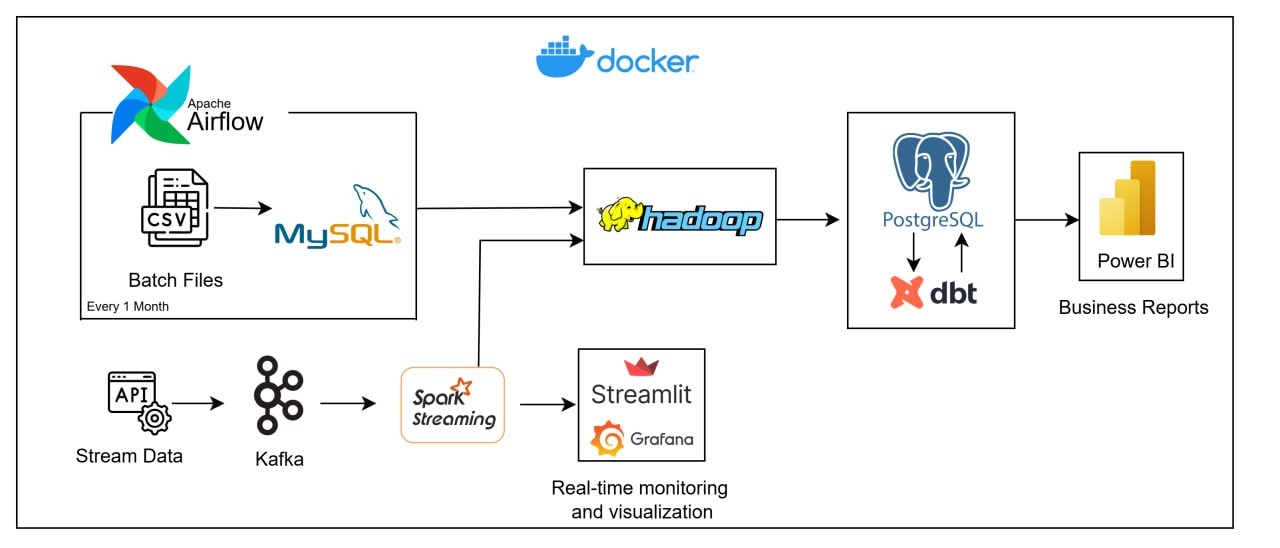 docker
Apache
Airflow
CSV
MySQL®
Batch Files
Every 1 Month
hadoop
PostgreSQL
dbt
Power BI
Business Reports
API
Stream Data
Kafka
Spark
Streaming
Streamlit
Grafana
Real-time monitoring
and visualization